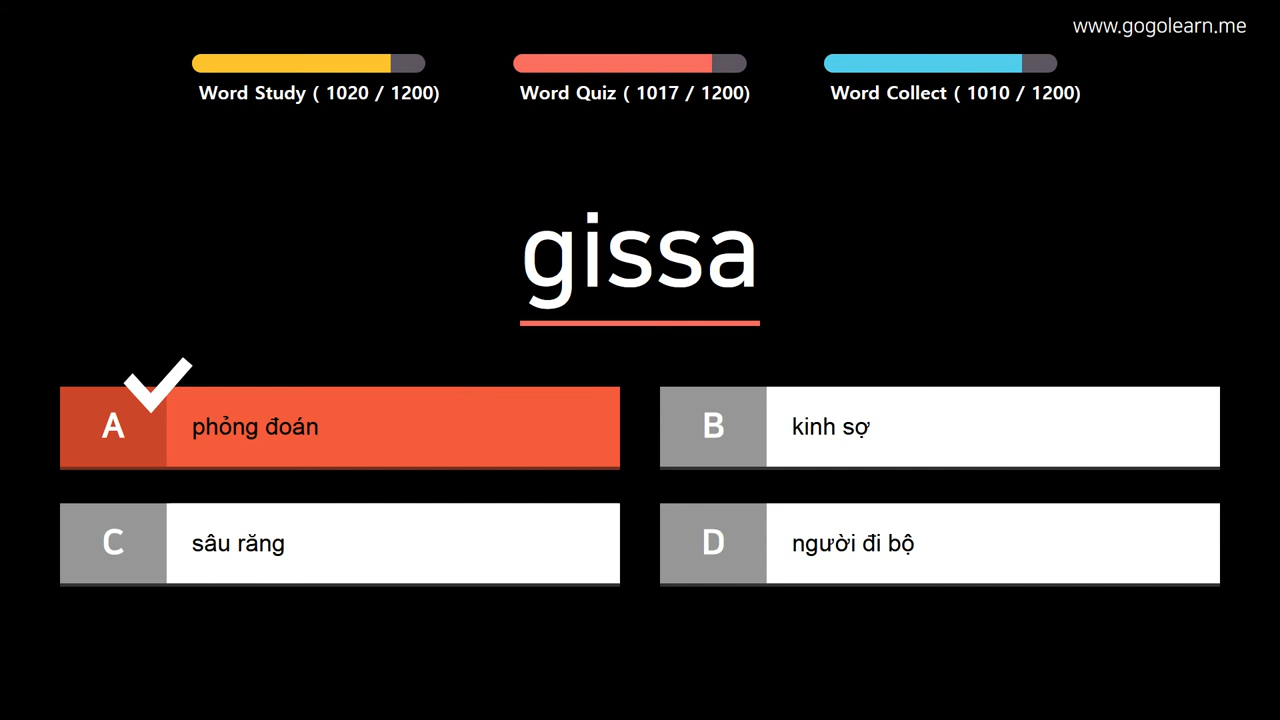 www.gogolearn.me
Word Study ( 1020 / 1200)
Word Quiz ( 1017 / 1200)
Word Collect ( 1010 / 1200)
gissa
A
phỏng đoán
B
kinh sợ
C
sâu răng
D
người đi bộ